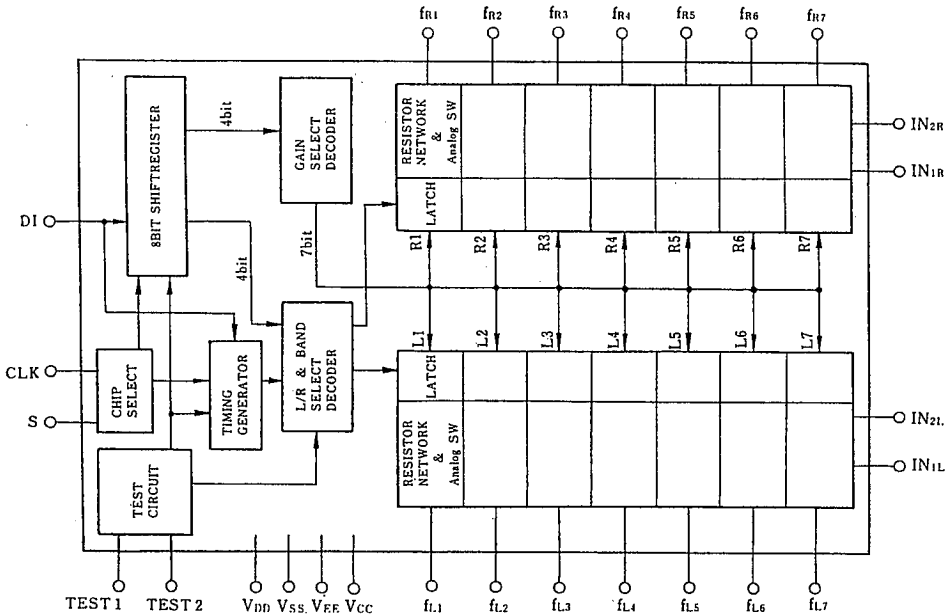 fR1 fR2 fR3 fR4 fR5 fR6 fR7
8BIT SHIFTREGISTER
4bit
GAIN
SELECT
DECODER
RESISTOR
NETWORK
&
Analog SW
LATCH
IN2R
IN1R
DI
4bit
7bit
R1 R2 R3 R4 R5 R6 R7
L1 L2 L3 L4 L5 L6 L7
CLK
S
CHIP
SELECT
TIMING
GENERATOR
L/R & BAND
SELECT
DECODER
LATCH
RESISTOR
NETWORK
&
Analog SW
IN2L
IN1L
TEST
CIRCUIT
TEST 1 TEST 2 VDD VSS. VEE VCC fL1 fL2 fL3 fL4 fL5 fL6 fL7